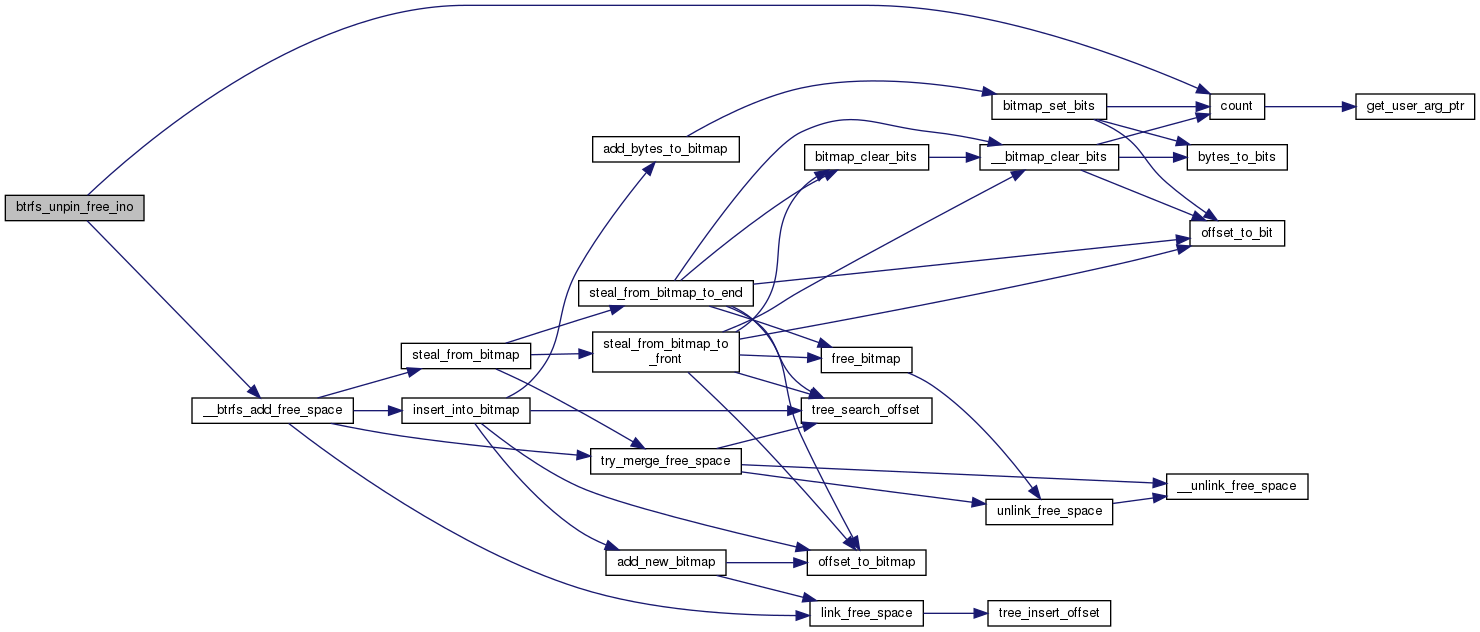 btrfs_unpin_free_ino
__btrfs_add_free_space
steal_from_bitmap
insert_into_bitmap
add_bytes_to_bitmap
steal_from_bitmap_to_end
steal_from_bitmap_to
_front
try_merge_free_space
add_new_bitmap
bitmap_clear_bits
free_bitmap
tree_search_offset
offset_to_bitmap
link_free_space
bitmap_set_bits
__bitmap_clear_bits
unlink_free_space
tree_insert_offset
count
bytes_to_bits
offset_to_bit
__unlink_free_space
get_user_arg_ptr